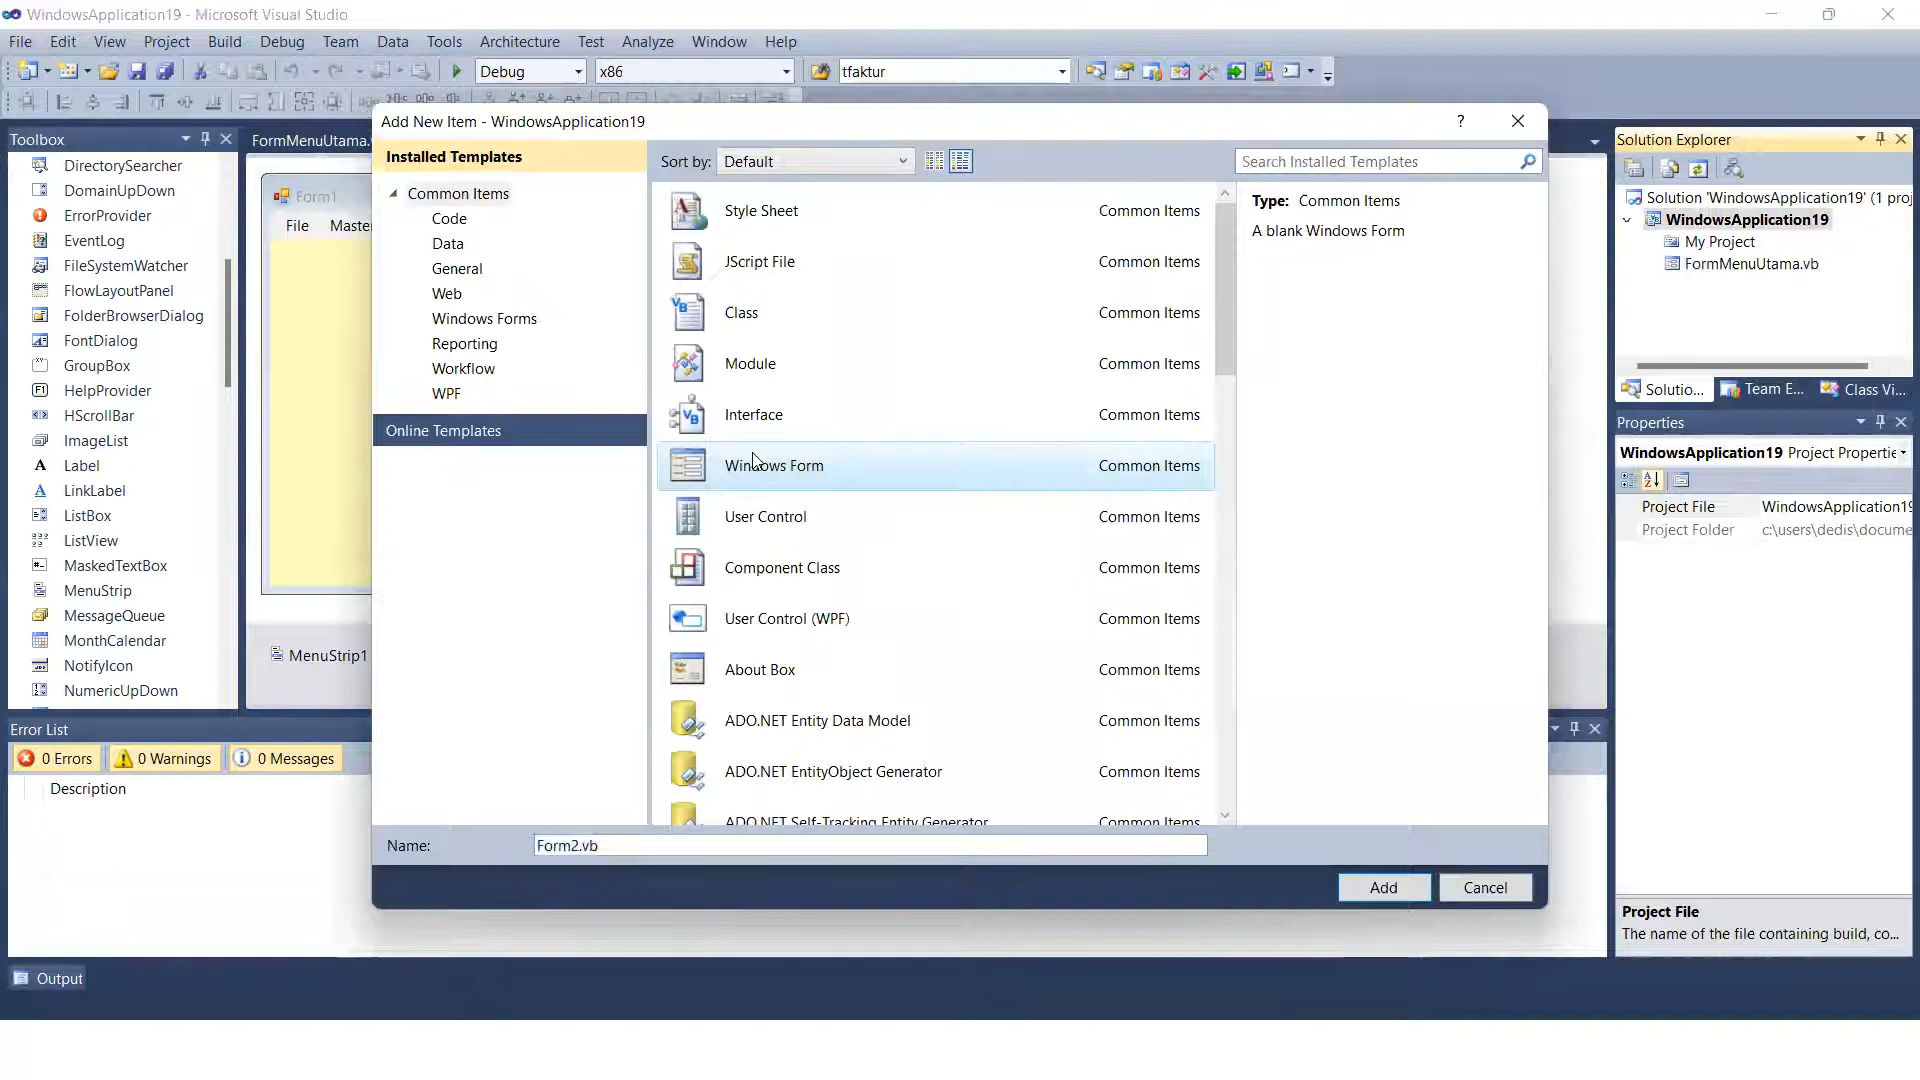 WindowsApplication19 - Microsoft Visual Studio
File Edit View Project Build Debug Team Data Tools Architecture Test Analyze Window Help
Debug x86 tfaktur
Toolbox
DirectorySearcher
DomainUpDown
ErrorProvider
EventLog
FileSystemWatcher
FlowLayoutPanel
FolderBrowserDialog
FontDialog
GroupBox
HelpProvider
HScrollBar
ImageList
Label
LinkLabel
ListBox
ListView
MaskedTextBox
MenuStrip
MessageQueue
MonthCalendar
NotifyIcon
NumericUpDown
FormMenuUtama.
Form1
File Maste
MenuStrip1
Add New Item - WindowsApplication19
?
Installed Templates
Common Items
Code
Data
General
Web
Windows Forms
Reporting
Workflow
WPF
Online Templates
Sort by: Default
Search Installed Templates
Style Sheet Common Items
JScript File Common Items
Class Common Items
Module Common Items
Interface Common Items
Windows Form Common Items
User Control Common Items
Component Class Common Items
User Control (WPF) Common Items
About Box Common Items
ADO.NET Entity Data Model Common Items
ADO.NET EntityObject Generator Common Items
ADO.NET Self-Tracking Entity Generator Common Items
Type: Common Items
A blank Windows Form
Name: Form2.vb
Add Cancel
Solution Explorer
Solution 'WindowsApplication19' (1 proj
WindowsApplication19
My Project
FormMenuUtama.vb
Solutio... Team E... Class Vi...
Properties
WindowsApplication19 Project Propertie
Project File WindowsApplication19
Project Folder c:\users\dedis\docume
Project File
The name of the file containing build, co...
Error List
0 Errors 0 Warnings 0 Messages
Description
Output